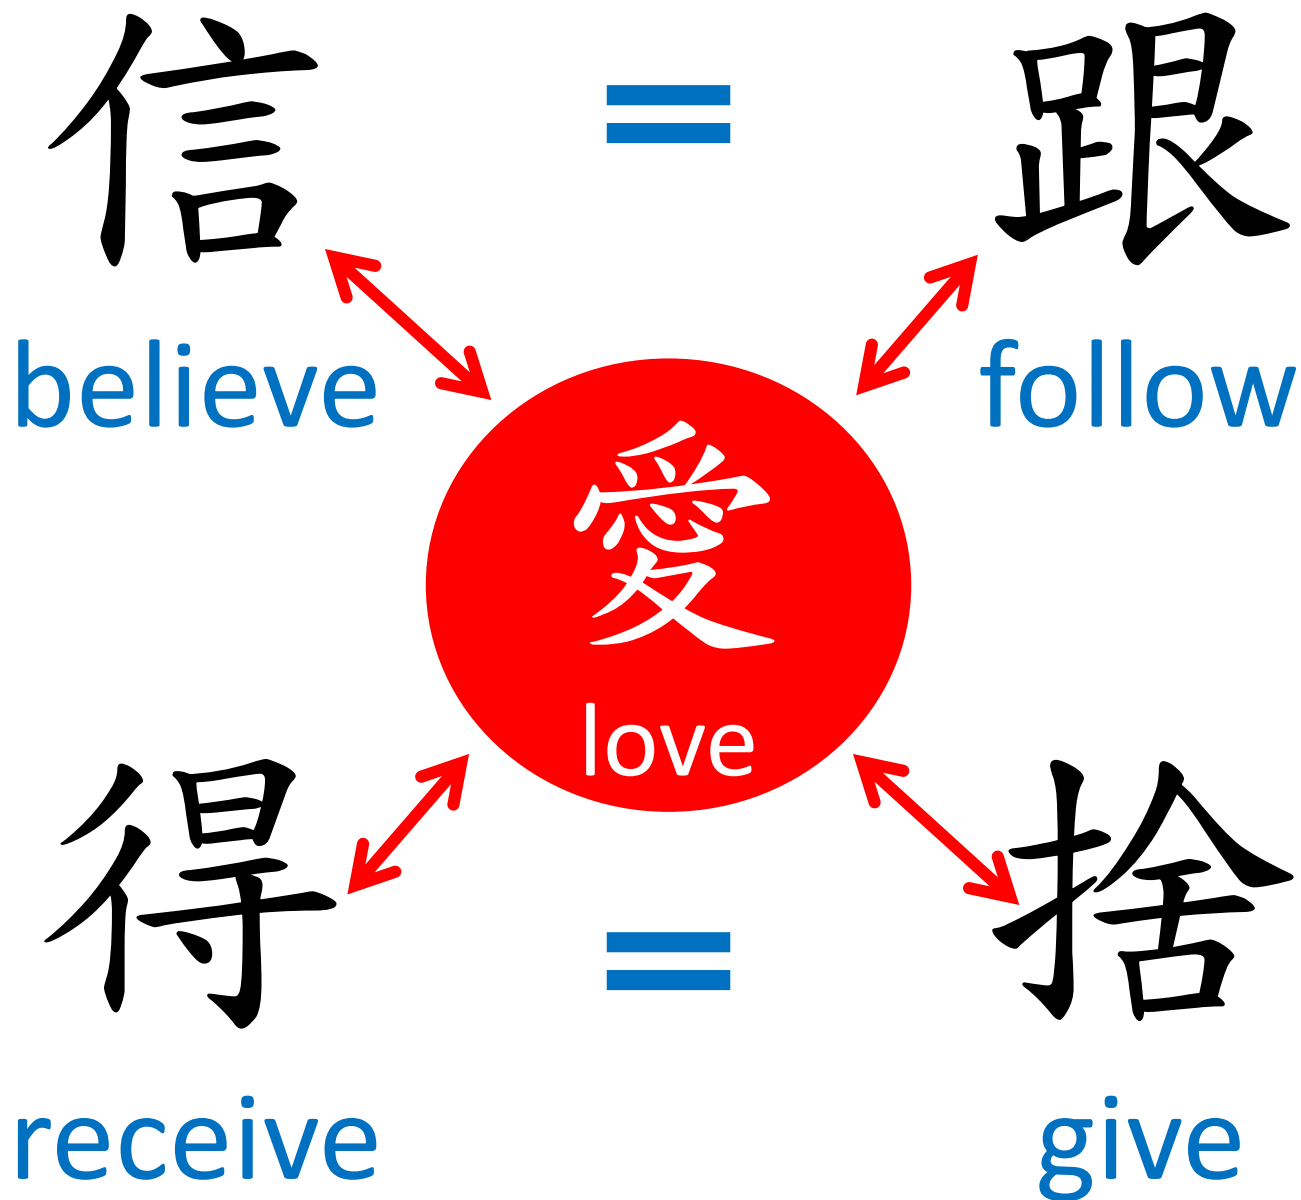 信 = 跟
believe follow
愛
love
得 = 捨
receive give